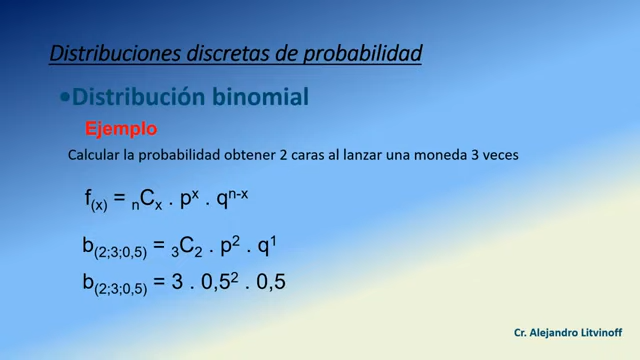 Distribuciones discretas de probabilidad
•Distribución binomial
Ejemplo
Calcular la probabilidad obtener 2 caras al lanzar una moneda 3 veces
f(x) = nCx . pˣ . qⁿ⁻ˣ
b(2;3;0,5) = ₃C₂ . p² . q¹
b(2;3;0,5) = 3 . 0,5² . 0,5
Cr. Alejandro Litvinoff